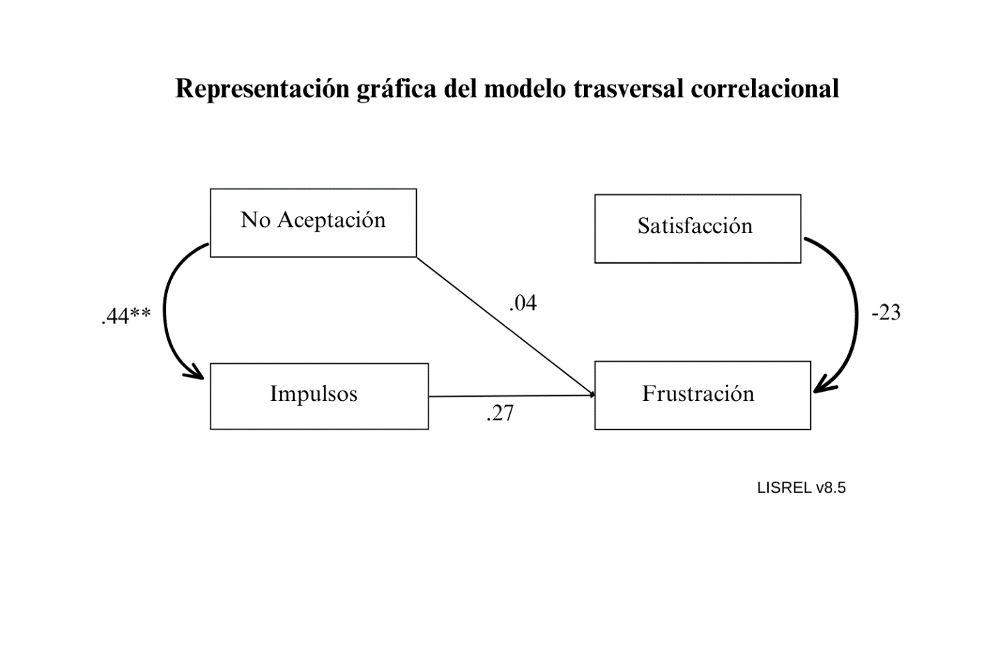 Representación gráfica del modelo trasversal correlacional
No Aceptación
Satisfacción
.04
.44**
-23
Impulsos
Frustración
.27
LISREL v8.5